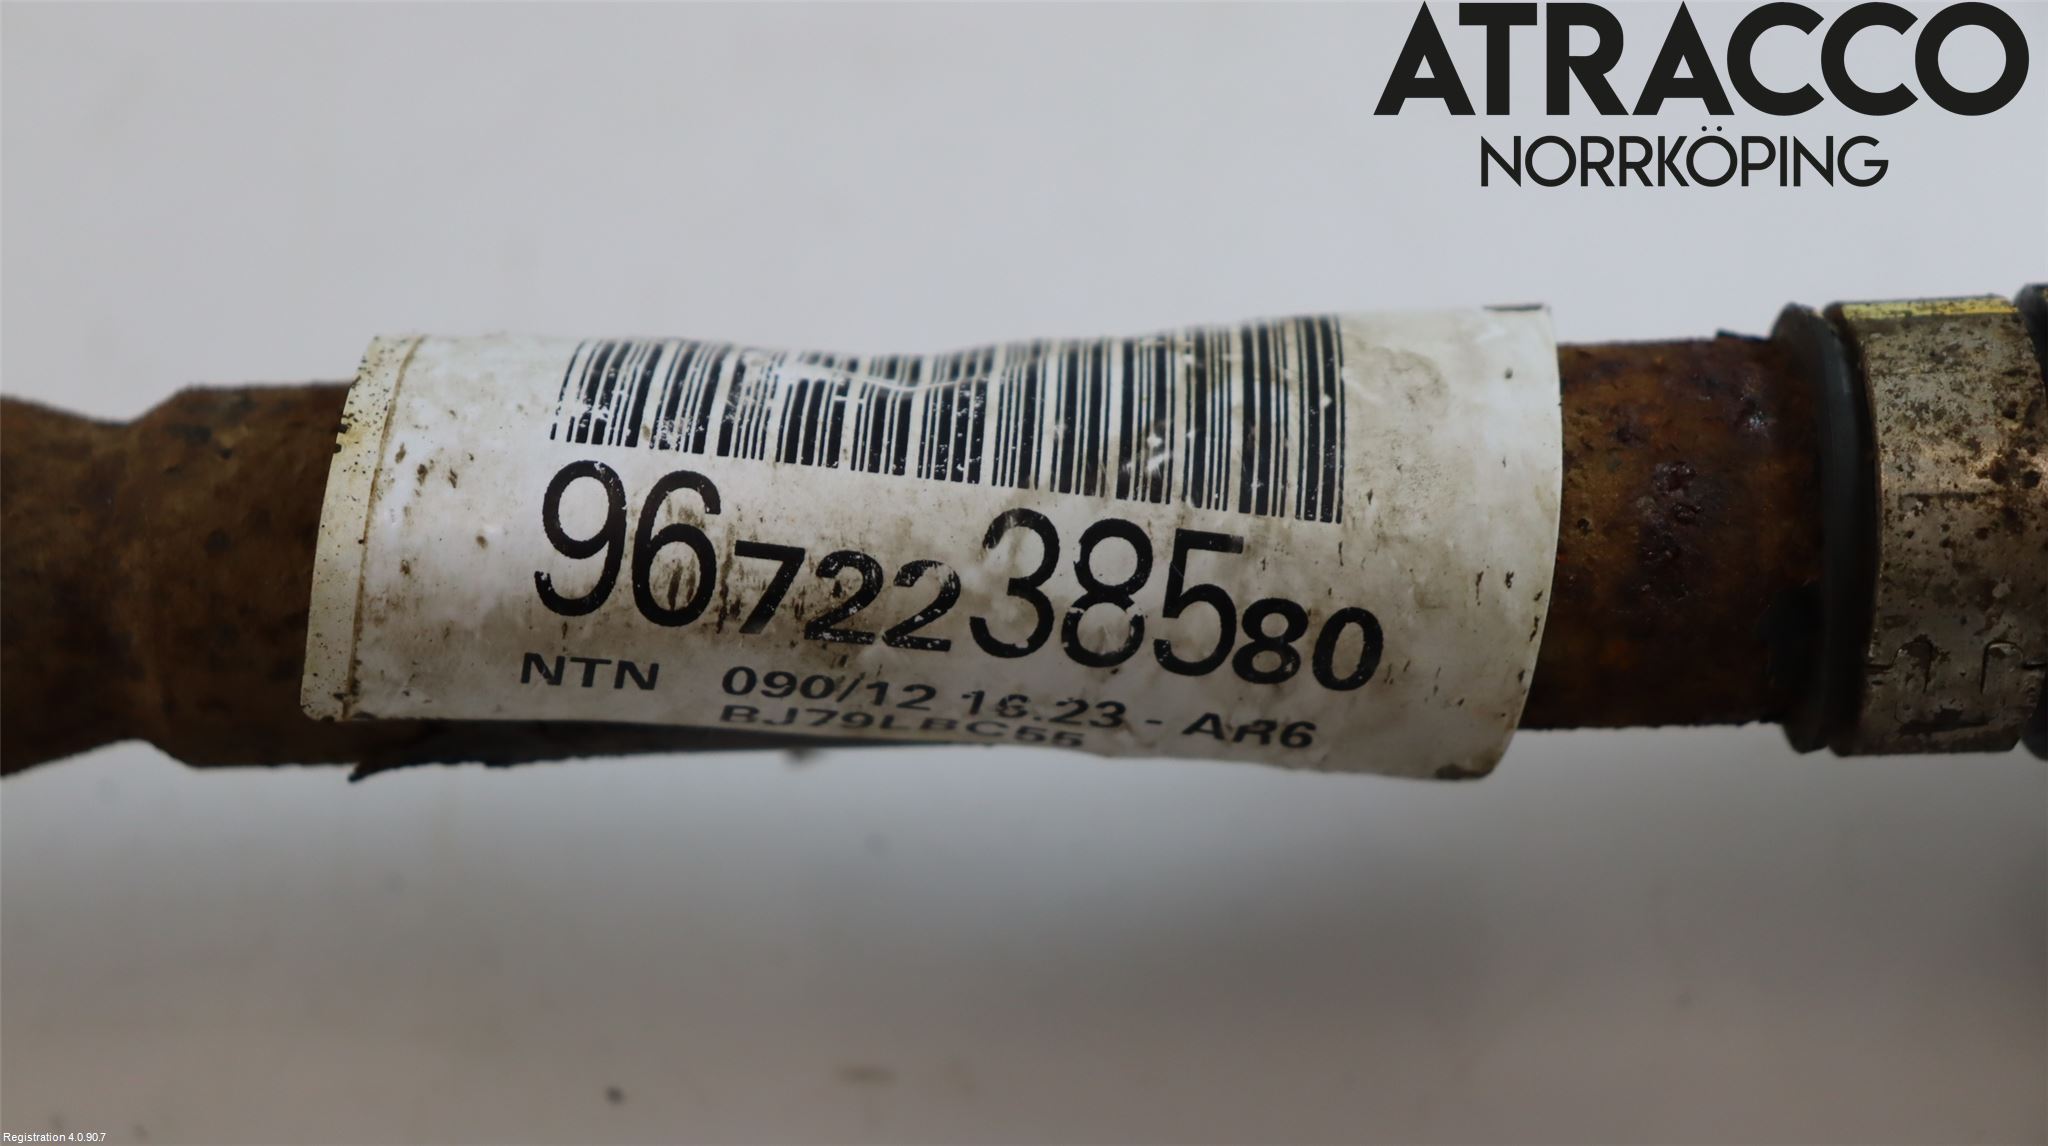 ATRACCO
NORRKÖPING
9672238580
NTN 090/12 16.23 - AR6
BJ79LBC55
Registration 4.0.90.7